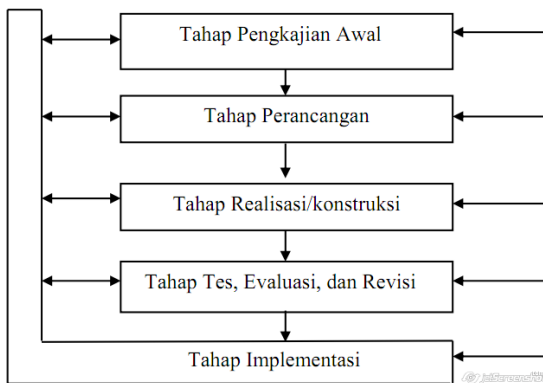 Tahap Pengkajian Awal
Tahap Perancangan
Tahap Realisasi/konstruksi
Tahap Tes, Evaluasi, dan Revisi
Tahap Implementasi